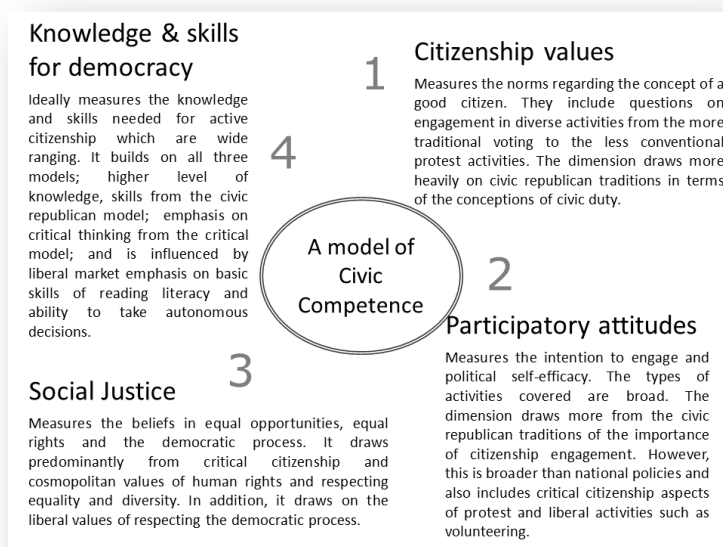 Knowledge & skills
for democracy
Ideally measures the knowledge
and skills needed for active
citizenship which are wide
ranging. It builds on all three
models; higher level of
knowledge, skills from the civic
republican model; emphasis on
critical thinking from the critical
model; and is influenced by
liberal market emphasis on basic
skills of reading literacy and
ability to take autonomous
decisions.
4
1
Citizenship values
Measures the norms regarding the concept of a
good citizen. They include questions on
engagement in diverse activities from the more
traditional voting to the less conventional
protest activities. The dimension draws more
heavily on civic republican traditions in terms
of the conceptions of civic duty.
A model of
Civic
Competence
2
Participatory attitudes
Measures the intention to engage and
political self-efficacy. The types of
activities covered are broad. The
dimension draws more from the civic
republican traditions of the importance
of citizenship engagement. However,
this is broader than national policies and
also includes critical citizenship aspects
of protest and liberal activities such as
volunteering.
3
Social Justice
Measures the beliefs in equal opportunities, equal
rights and the democratic process. It draws
predominantly from critical citizenship and
cosmopolitan values of human rights and respecting
equality and diversity. In addition, it draws on the
liberal values of respecting the democratic process.